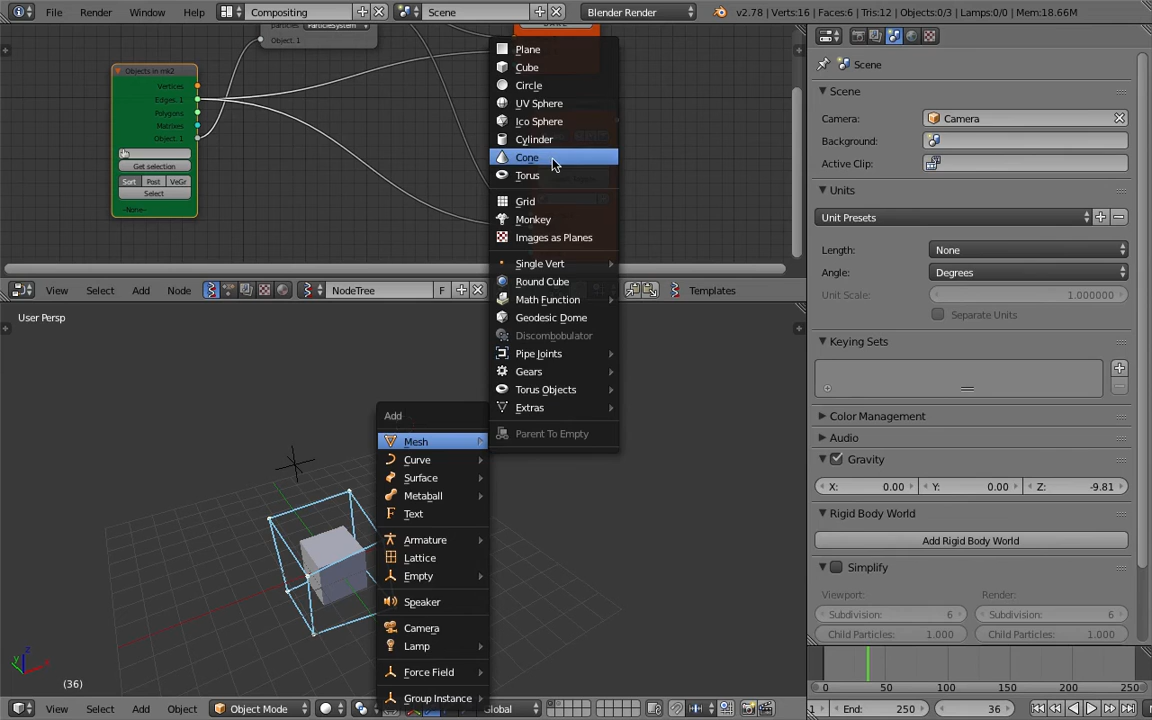 File
Render
Window
Help
Compositing
Scene
Blender Render
v2.78 | Verts:16 | Faces:6 | Tris:12 | Objects:0/3 | Lamps:0/0 | Mem:18.66M
Object. 1
Objects in mk2
Vertices
Edges. 1
Polygons
Matrixes
Object. 1
Get selection
Sort
Post
VeGr
Select
--None--
Plane
Cube
Circle
UV Sphere
Ico Sphere
Cylinder
Cone
Torus
Grid
Monkey
Images as Planes
Single Vert
Round Cube
Math Function
Geodesic Dome
Discombobulator
Pipe Joints
Gears
Torus Objects
Extras
Parent To Empty
View
Select
Add
Node
NodeTree
F
Templates
User Persp
Add
Mesh
Curve
Surface
Metaball
Text
Armature
Lattice
Empty
Speaker
Camera
Lamp
Force Field
Group Instance
z
y
x
(36)
View
Select
Add
Object
Object Mode
Global
Scene
Scene
Camera:
Camera
Background:
Active Clip:
Units
Unit Presets
Length:
None
Angle:
Degrees
Unit Scale:
1.000000
Separate Units
Keying Sets
Color Management
Audio
Gravity
X: 0.00
Y: 0.00
Z: -9.81
Rigid Body World
Add Rigid Body World
Simplify
Viewport:
Render:
Subdivision: 6
Subdivision: 6
Child Particles: 1.000
Child Particles: 1.000
0 50 100 150 200 250
1
End: 250
36